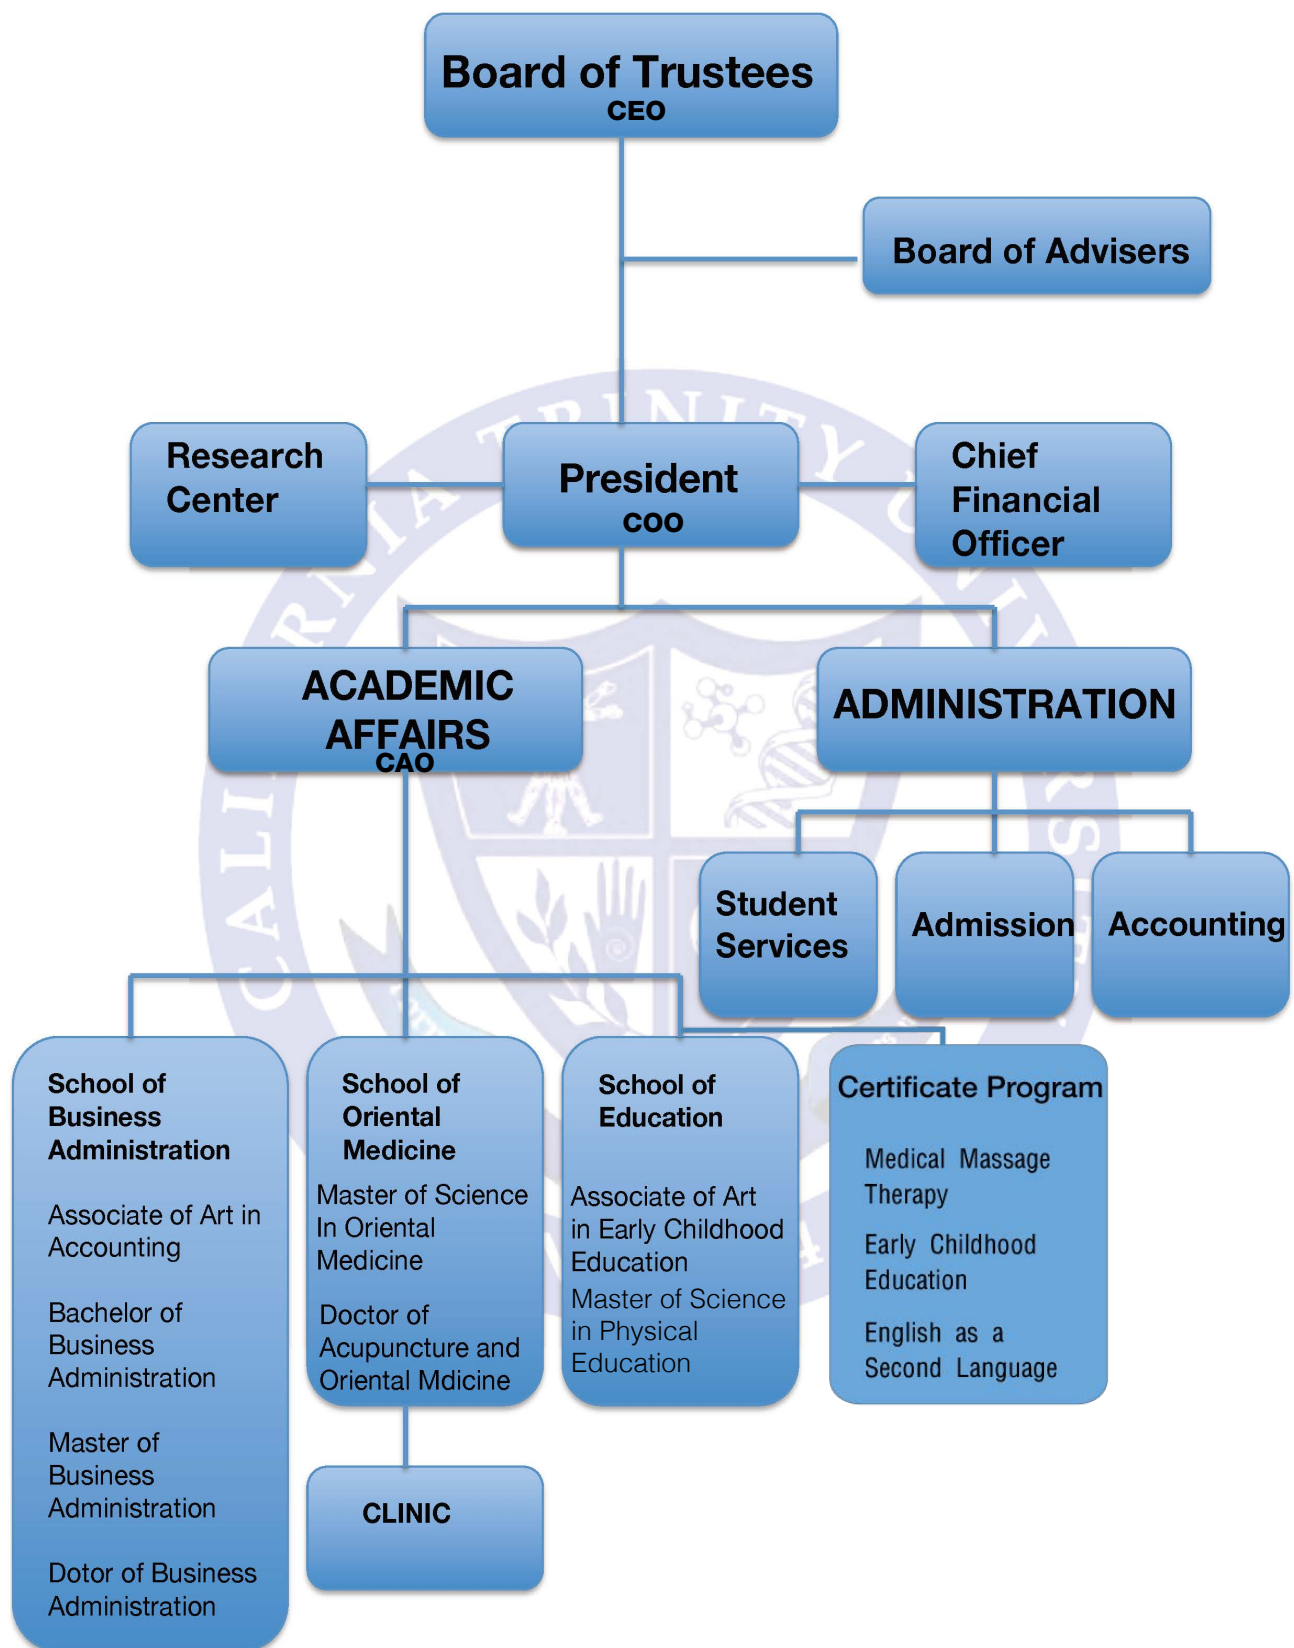 Board of Trustees
CEO
Board of Advisers
Research
Center
President
COO
Chief
Financial
Officer
ACADEMIC
AFFAIRS
CAO
ADMINISTRATION
Student
Services
Admission
Accounting
School of
Business
Administration
Associate of Art in
Accounting
Bachelor of
Business
Administration
Master of
Business
Administration
Dotor of Business
Administration
School of
Oriental
Medicine
Master of Science
In Oriental
Medicine
Doctor of
Acupuncture and
Oriental Mdicine
CLINIC
School of
Education
Associate of Art
in Early Childhood
Education
Master of Science
in Physical
Education
Certificate Program
Medical Massage
Therapy
Early Childhood
Education
English as a
Second Language
CALIFORNIA TRINITY UNIVERSITY